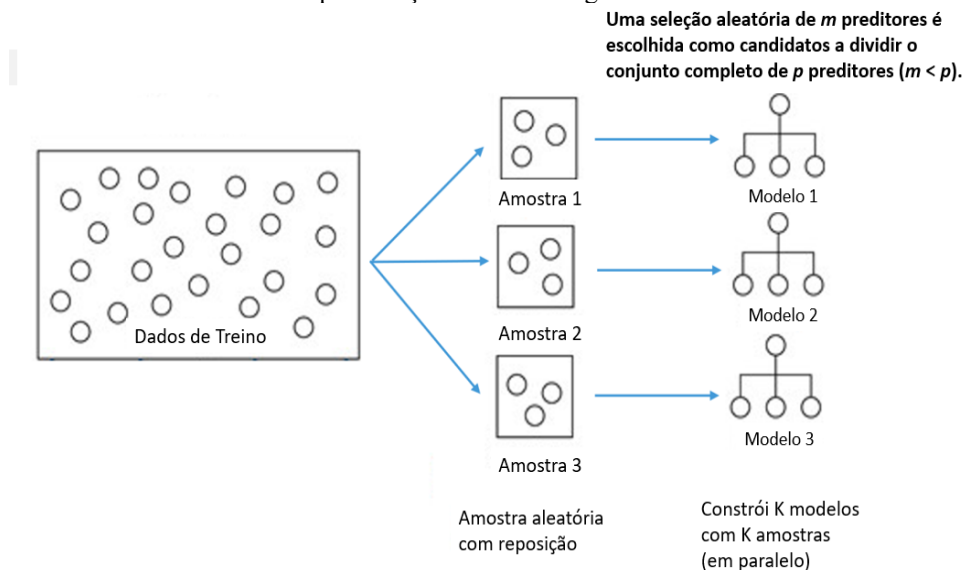 Uma seleção aleatória de m preditores é
escolhida como candidatos a dividir o
conjunto completo de p preditores (m < p).
Dados de Treino
Amostra 1
Modelo 1
Amostra 2
Modelo 2
Amostra 3
Modelo 3
Amostra aleatória
com reposição
Constrói K modelos
com K amostras
(em paralelo)